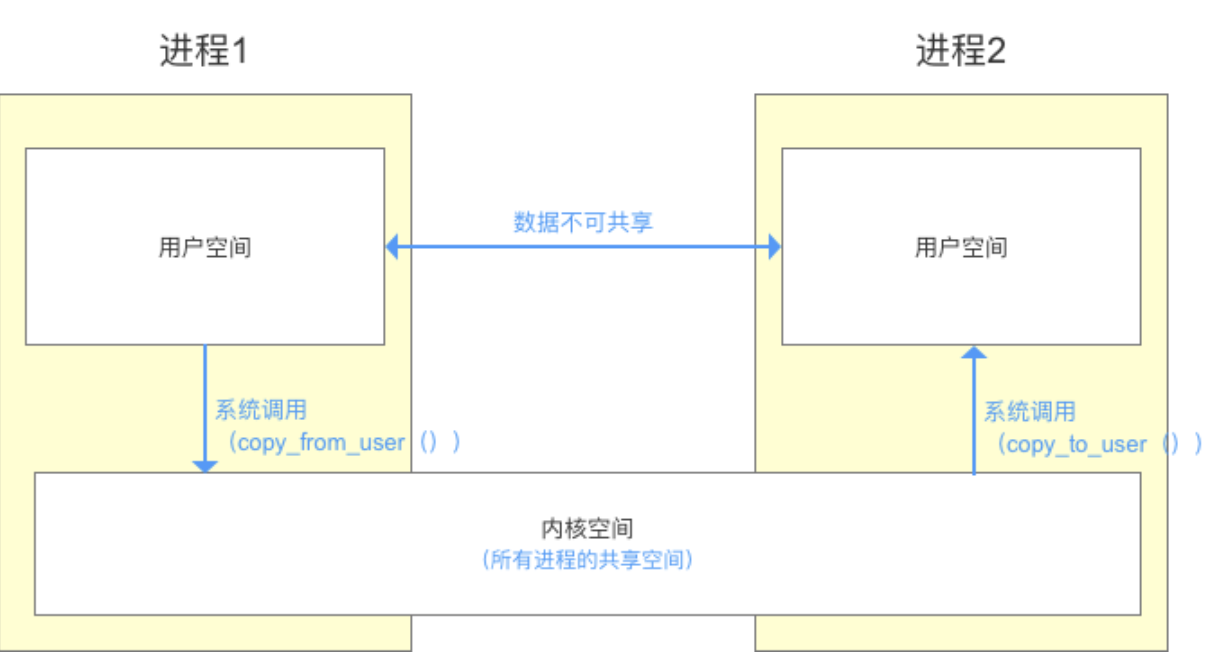 进程1
进程2
数据不可共享
用户空间
用户空间
系统调用
（copy_from_user（））
系统调用
（copy_to_user（））
内核空间
（所有进程的共享空间）